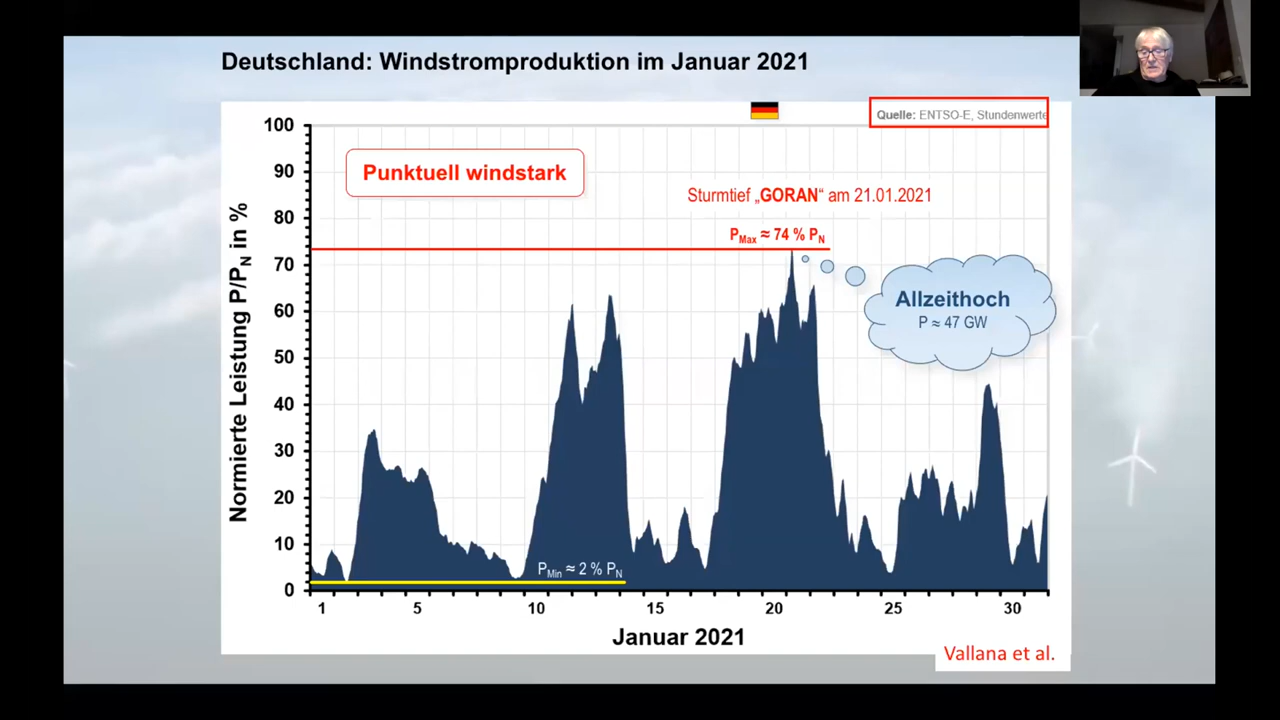 Deutschland: Windstromproduktion im Januar 2021
Quelle: ENTSO-E, Stundenwerte
Punktuell windstark
Sturmtief „GORAN“ am 21.01.2021
PMax ≈ 74 % PN
Allzeithoch
P ≈ 47 GW
Normierte Leistung P/PN in %
100
90
80
70
60
50
40
30
20
10
0
PMin ≈ 2 % PN
1 5 10 15 20 25 30
Januar 2021
Vallana et al.